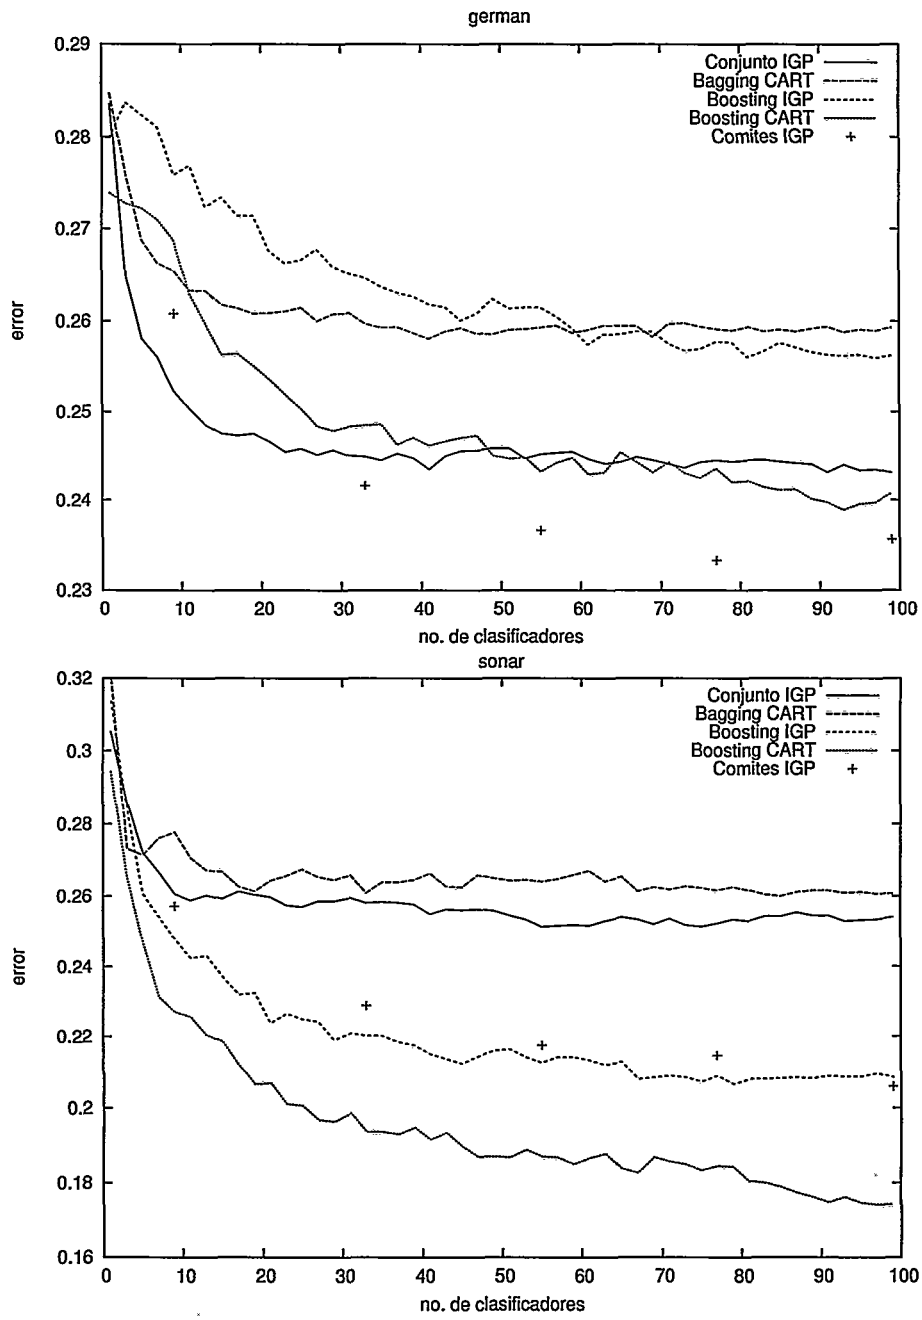 german
0.29
0.28
0.27
0.26
0.25
0.24
0.23
error
Conjunto IGP
Bagging CART
Boosting IGP
Boosting CART
Comites IGP
0 10 20 30 40 50 60 70 80 90 100
no. de clasificadores
sonar
0.32
0.3
0.28
0.26
0.24
0.22
0.2
0.18
0.16
error
Conjunto IGP
Bagging CART
Boosting IGP
Boosting CART
Comites IGP
0 10 20 30 40 50 60 70 80 90 100
no. de clasificadores